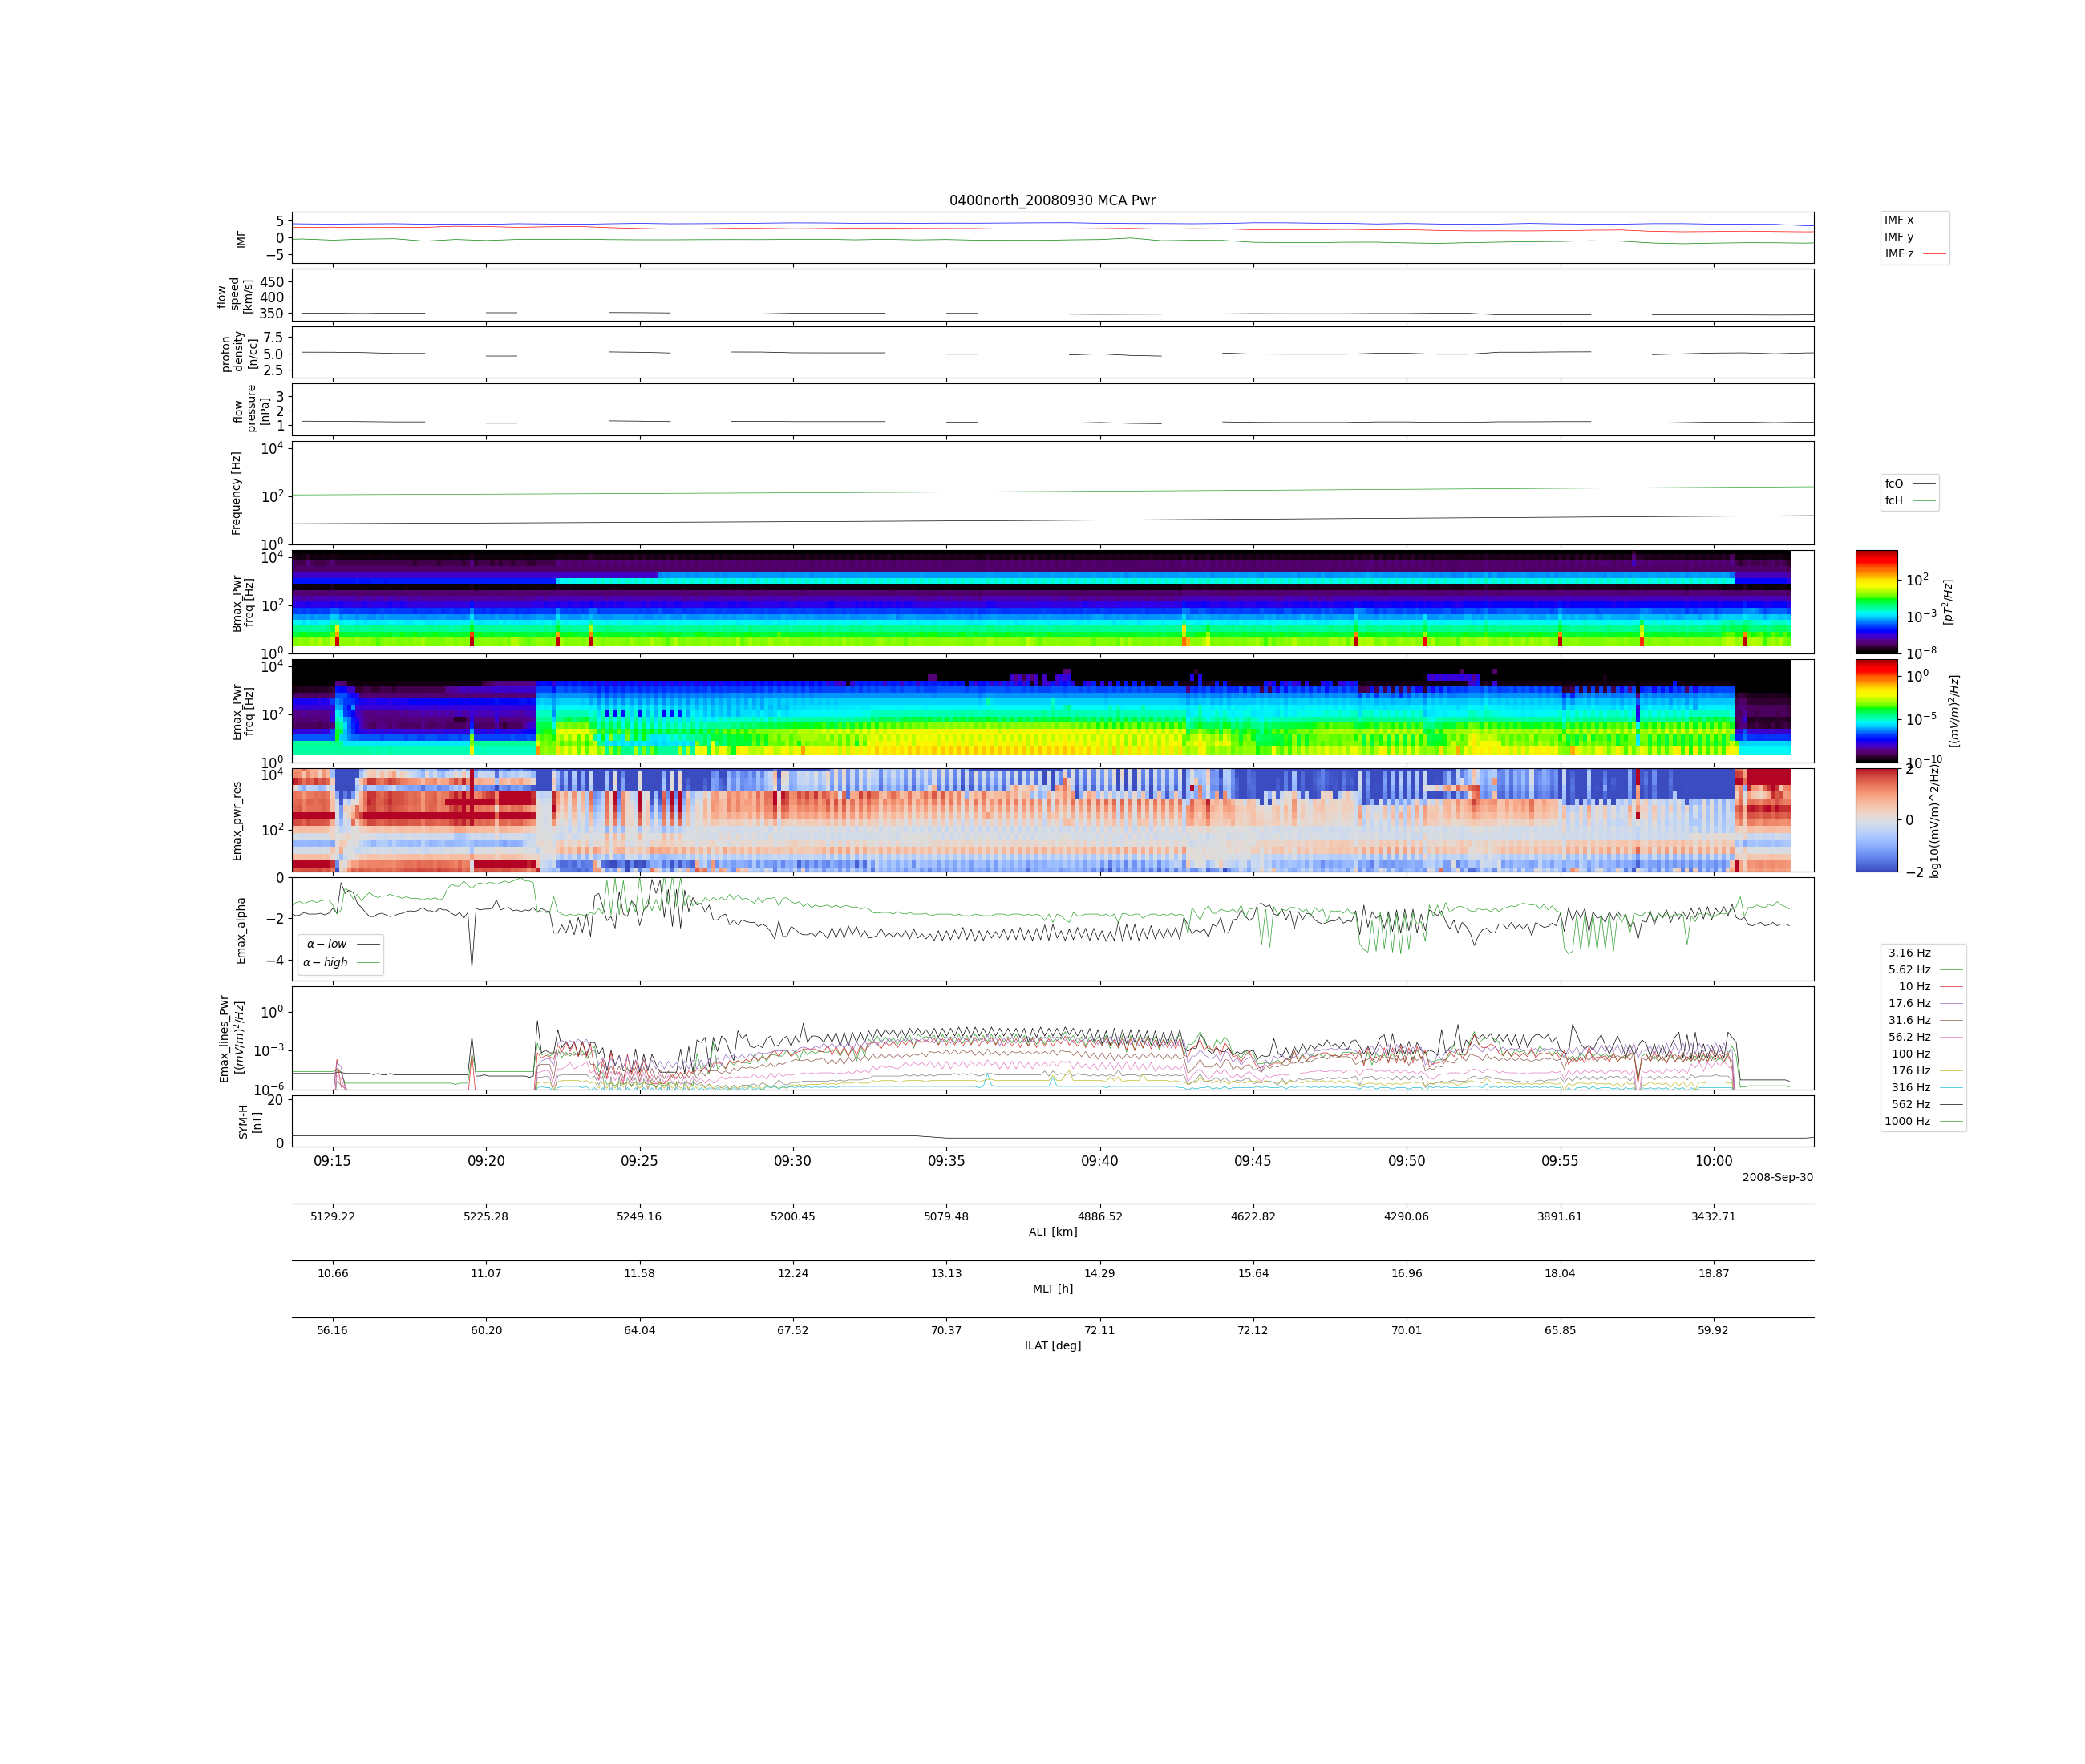 0400north_20080930 MCA Pwr
IMF
5
0
−5
IMF x
IMF y
IMF z
flow
speed
[km/s]
450
400
350
proton
density
[n/cc]
7.5
5.0
2.5
flow
pressure
[nPa]
3
2
1
Frequency [Hz]
10^4
10^2
10^0
fcO
fcH
Bmax_Pwr
freq [Hz]
10^4
10^2
10^0
10^2
10^−3
10^−8
[pT^2/Hz]
Emax_Pwr
freq [Hz]
10^4
10^2
10^0
10^0
10^−5
10^−10
[(mV/m)^2/Hz]
Emax_pwr_res
10^4
10^2
2
0
−2
log10((mV/m)^2/Hz)
Emax_alpha
0
−2
−4
α − low
α − high
Emax_lines_Pwr
[(mV/m)^2/Hz]
10^0
10^−3
10^−6
3.16 Hz
5.62 Hz
10 Hz
17.6 Hz
31.6 Hz
56.2 Hz
100 Hz
176 Hz
316 Hz
562 Hz
1000 Hz
SYM-H
[nT]
20
0
09:15 09:20 09:25 09:30 09:35 09:40 09:45 09:50 09:55 10:00
2008-Sep-30
5129.22 5225.28 5249.16 5200.45 5079.48 4886.52 4622.82 4290.06 3891.61 3432.71
ALT [km]
10.66 11.07 11.58 12.24 13.13 14.29 15.64 16.96 18.04 18.87
MLT [h]
56.16 60.20 64.04 67.52 70.37 72.11 72.12 70.01 65.85 59.92
ILAT [deg]